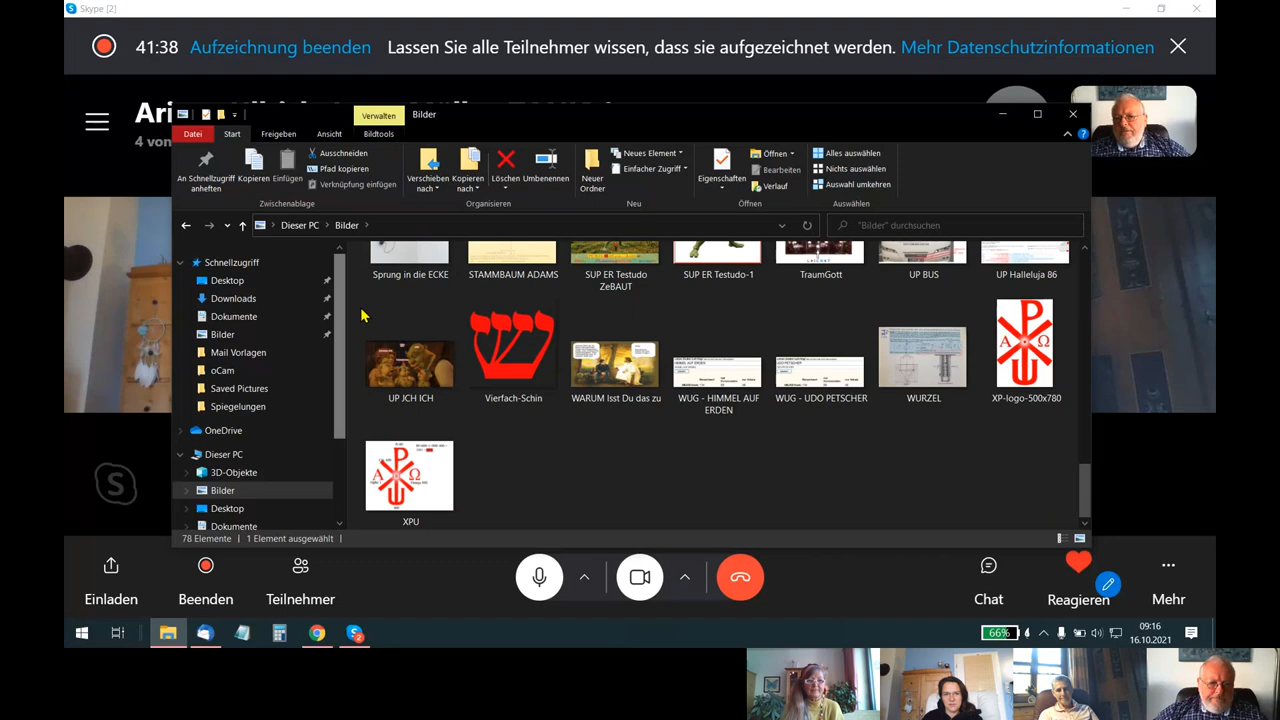 Skype [2]
41:38 Aufzeichnung beenden Lassen Sie alle Teilnehmer wissen, dass sie aufgezeichnet werden. Mehr Datenschutzinformationen
4 von
Verwalten Bilder
Datei Start Freigeben Ansicht Bildtools
An Schnellzugriff anheften
Kopieren
Einfügen
Ausschneiden
Pfad kopieren
Verknüpfung einfügen
Zwischenablage
Verschieben nach
Kopieren nach
Löschen
Umbenennen
Organisieren
Neuer Ordner
Neues Element
Einfacher Zugriff
Neu
Eigenschaften
Öffnen
Bearbeiten
Verlauf
Öffnen
Alles auswählen
Nichts auswählen
Auswahl umkehren
Auswählen
Dieser PC Bilder
"Bilder" durchsuchen
Schnellzugriff
Desktop
Downloads
Dokumente
Bilder
Mail Vorlagen
oCam
Saved Pictures
Spiegelungen
OneDrive
Dieser PC
3D-Objekte
Bilder
Desktop
Dokumente
Sprung in die ECKE
STAMMBAUM ADAMS
SUP ER Testudo
ZeBAUT
SUP ER Testudo-1
TraumGott
UP BUS
UP Halleluja 86
UP JCH ICH
Vierfach-Schin
WARUM Isst Du das zu
WUG - HIMMEL AUF
ERDEN
WUG - UDO PETSCHER
WURZEL
XP-logo-500x780
XPU
78 Elemente 1 Element ausgewählt
Einladen
Beenden
Teilnehmer
Chat
Reagieren
Mehr
66%
09:16
16.10.2021